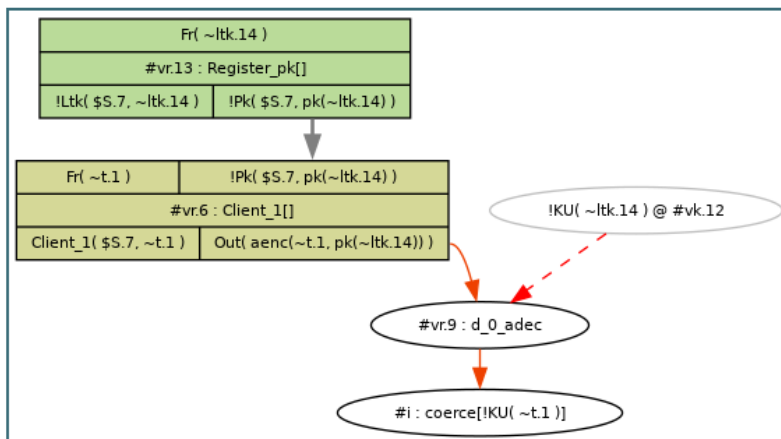 Fr( ~ltk.14 )
#vr.13 : Register_pk[]
!Ltk( $S.7, ~ltk.14 ) !Pk( $S.7, pk(~ltk.14) )
Fr( ~t.1 ) !Pk( $S.7, pk(~ltk.14) )
#vr.6 : Client_1[]
!KU( ~ltk.14 ) @ #vk.12
Client_1( $S.7, ~t.1 ) Out( aenc(~t.1, pk(~ltk.14)) )
#vr.9 : d_0_adec
#i : coerce[!KU( ~t.1 )]